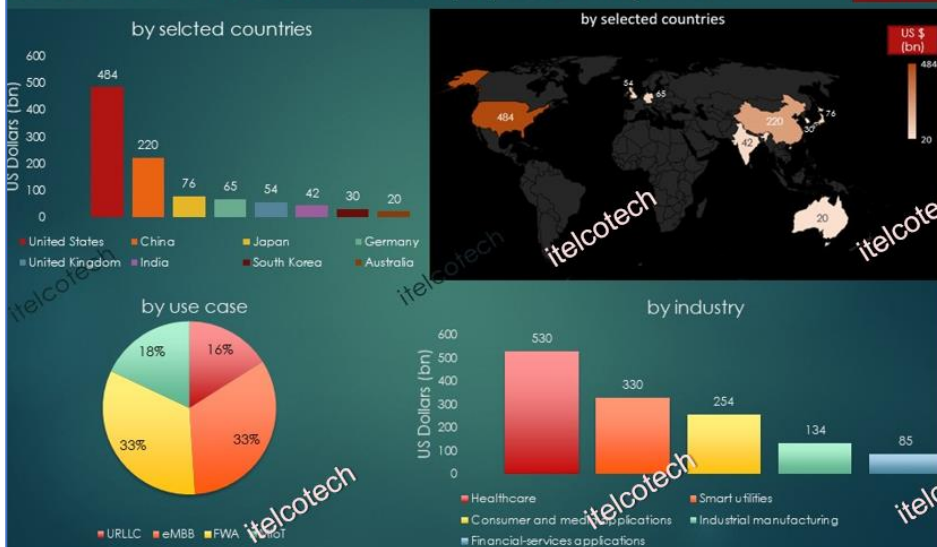 by selcted countries
US Dollars (bn)
600
500
400
300
200
100
0
484
220
76
65
54
42
30
20
United States
China
Japan
Germany
United Kingdom
India
South Korea
Australia
itelcotech
by selected countries
US $
(bn)
484
20
484
54
65
220
76
30
42
20
itelcotech
itelcote
itelcotech
by use case
16%
33%
33%
18%
URLLC
eMBB
FWA
itelcotech
by industry
US Dollars (bn)
600
500
400
300
200
100
0
530
330
254
134
85
Healthcare
Smart utilities
Consumer and media applications
Industrial manufacturing
Financial-services applications
itelcotech
itelc